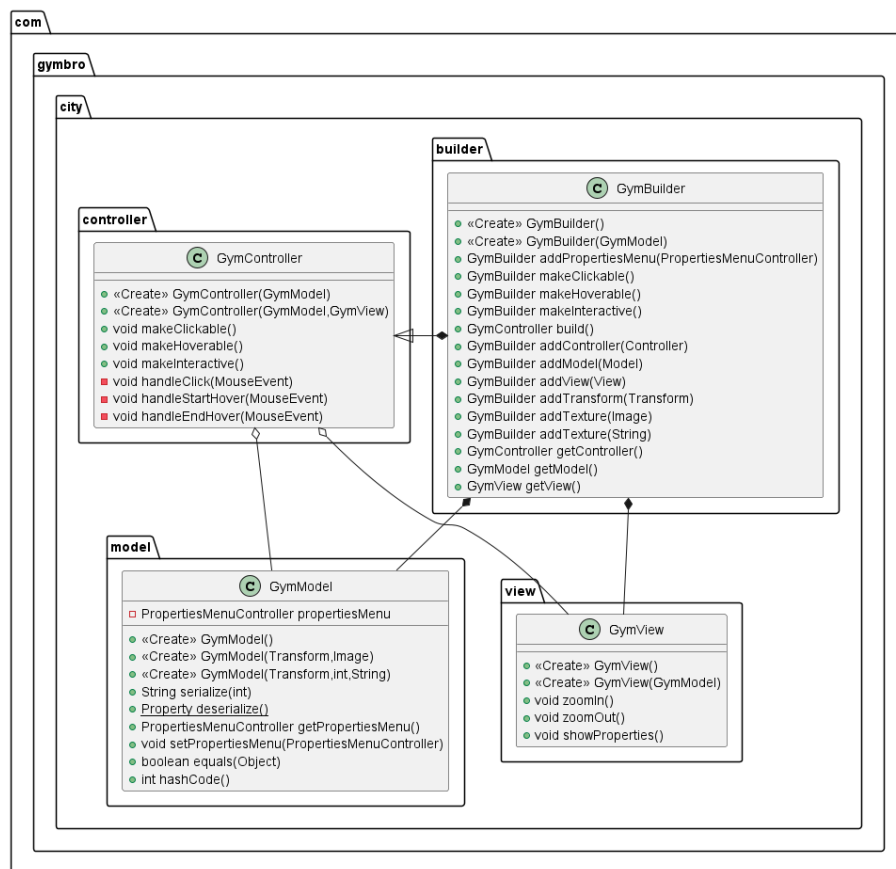 com
gymbro
city
builder
C GymBuilder
«Create» GymBuilder()
«Create» GymBuilder(GymModel)
GymBuilder addPropertiesMenu(PropertiesMenuController)
GymBuilder makeClickable()
GymBuilder makeHoverable()
GymBuilder makeInteractive()
GymController build()
GymBuilder addController(Controller)
GymBuilder addModel(Model)
GymBuilder addView(View)
GymBuilder addTransform(Transform)
GymBuilder addTexture(Image)
GymBuilder addTexture(String)
GymController getController()
GymModel getModel()
GymView getView()
controller
C GymController
«Create» GymController(GymModel)
«Create» GymController(GymModel,GymView)
void makeClickable()
void makeHoverable()
void makeInteractive()
void handleClick(MouseEvent)
void handleStartHover(MouseEvent)
void handleEndHover(MouseEvent)
model
C GymModel
PropertiesMenuController propertiesMenu
«Create» GymModel()
«Create» GymModel(Transform,Image)
«Create» GymModel(Transform,int,String)
String serialize(int)
Property deserialize()
PropertiesMenuController getPropertiesMenu()
void setPropertiesMenu(PropertiesMenuController)
boolean equals(Object)
int hashCode()
view
C GymView
«Create» GymView()
«Create» GymView(GymModel)
void zoomIn()
void zoomOut()
void showProperties()